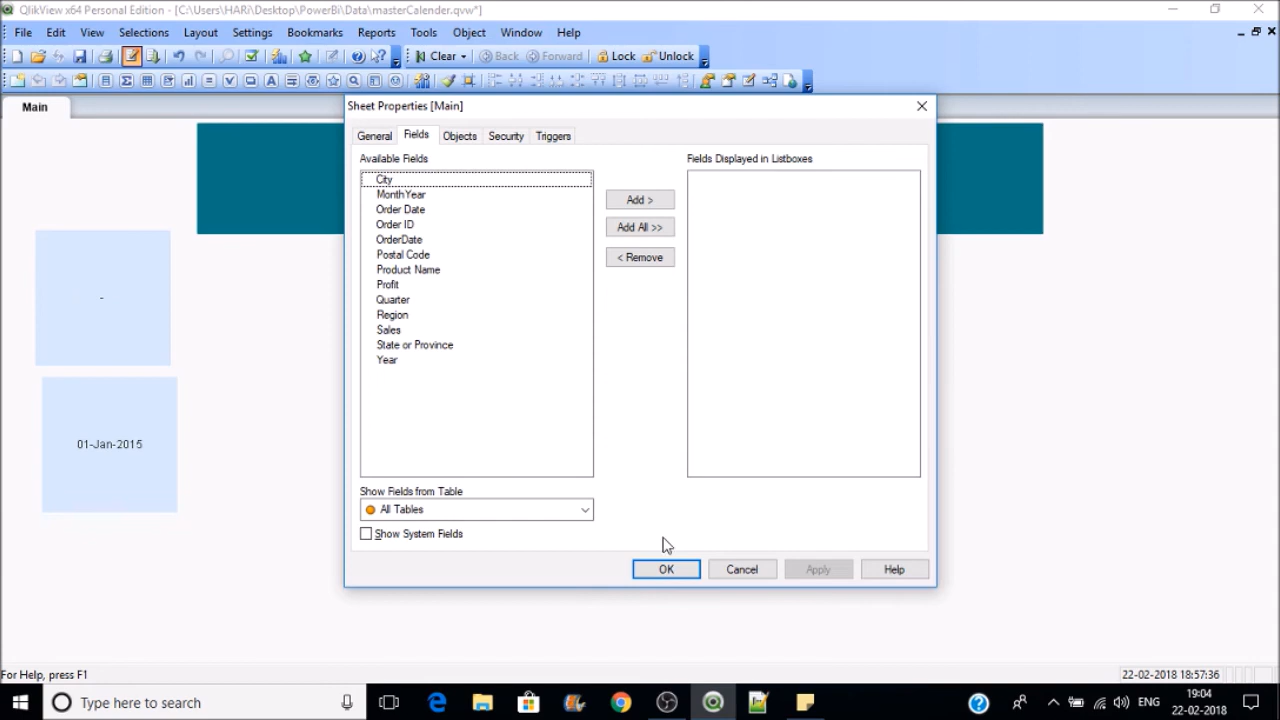 QlikView x64 Personal Edition - [C:\Users\HARi\Desktop\PowerBi\Data\masterCalender.qvw*]
File Edit View Selections Layout Settings Bookmarks Reports Tools Object Window Help
Clear Back Forward Lock Unlock
Main
Sheet Properties [Main]
General Fields Objects Security Triggers
Available Fields
Fields Displayed in Listboxes
City
MonthYear
Order Date
Order ID
OrderDate
Postal Code
Product Name
Profit
Quarter
Region
Sales
State or Province
Year
Add >
Add All >>
< Remove
-
01-Jan-2015
Show Fields from Table
All Tables
Show System Fields
OK Cancel Apply Help
For Help, press F1
22-02-2018 18:57:36
Type here to search
ENG
19:04
22-02-2018